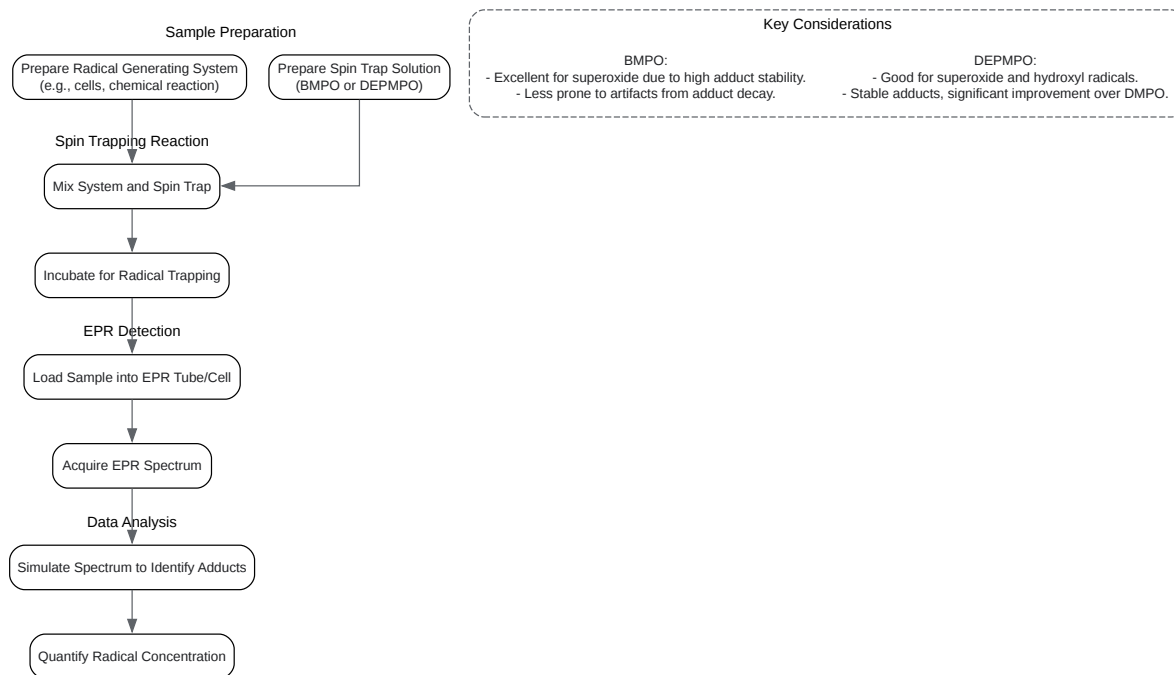 Sample Preparation
Prepare Radical Generating System
(e.g., cells, chemical reaction)
Prepare Spin Trap Solution
(BMPO or DEPMPO)
Spin Trapping Reaction
Mix System and Spin Trap
Incubate for Radical Trapping
EPR Detection
Load Sample into EPR Tube/Cell
Acquire EPR Spectrum
Data Analysis
Simulate Spectrum to Identify Adducts
Quantify Radical Concentration
Key Considerations
BMPO:
- Excellent for superoxide due to high adduct stability.
- Less prone to artifacts from adduct decay.
DEPMPO:
- Good for superoxide and hydroxyl radicals.
- Stable adducts, significant improvement over DMPO.